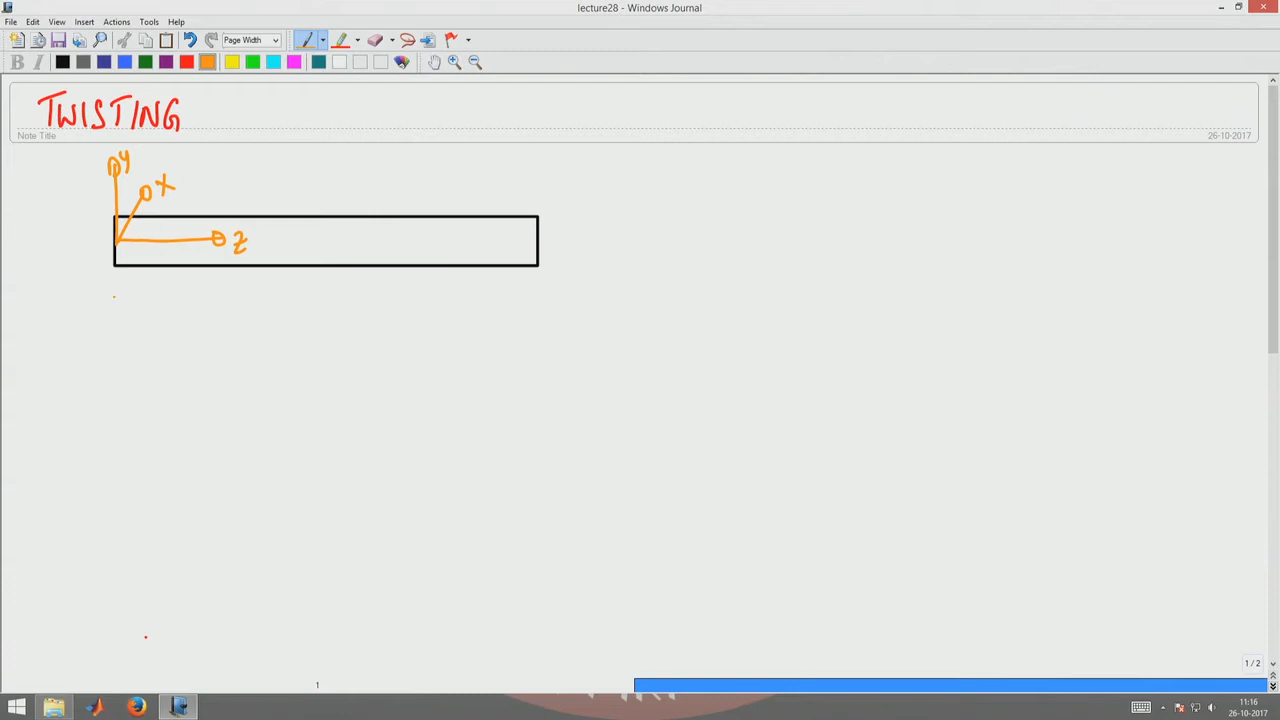 lecture28 - Windows Journal
File Edit View Insert Actions Tools Help
Page Width
B I
TWISTING
Note Title
26-10-2017
y
x
z
1 / 2
1
11:16
26-10-2017